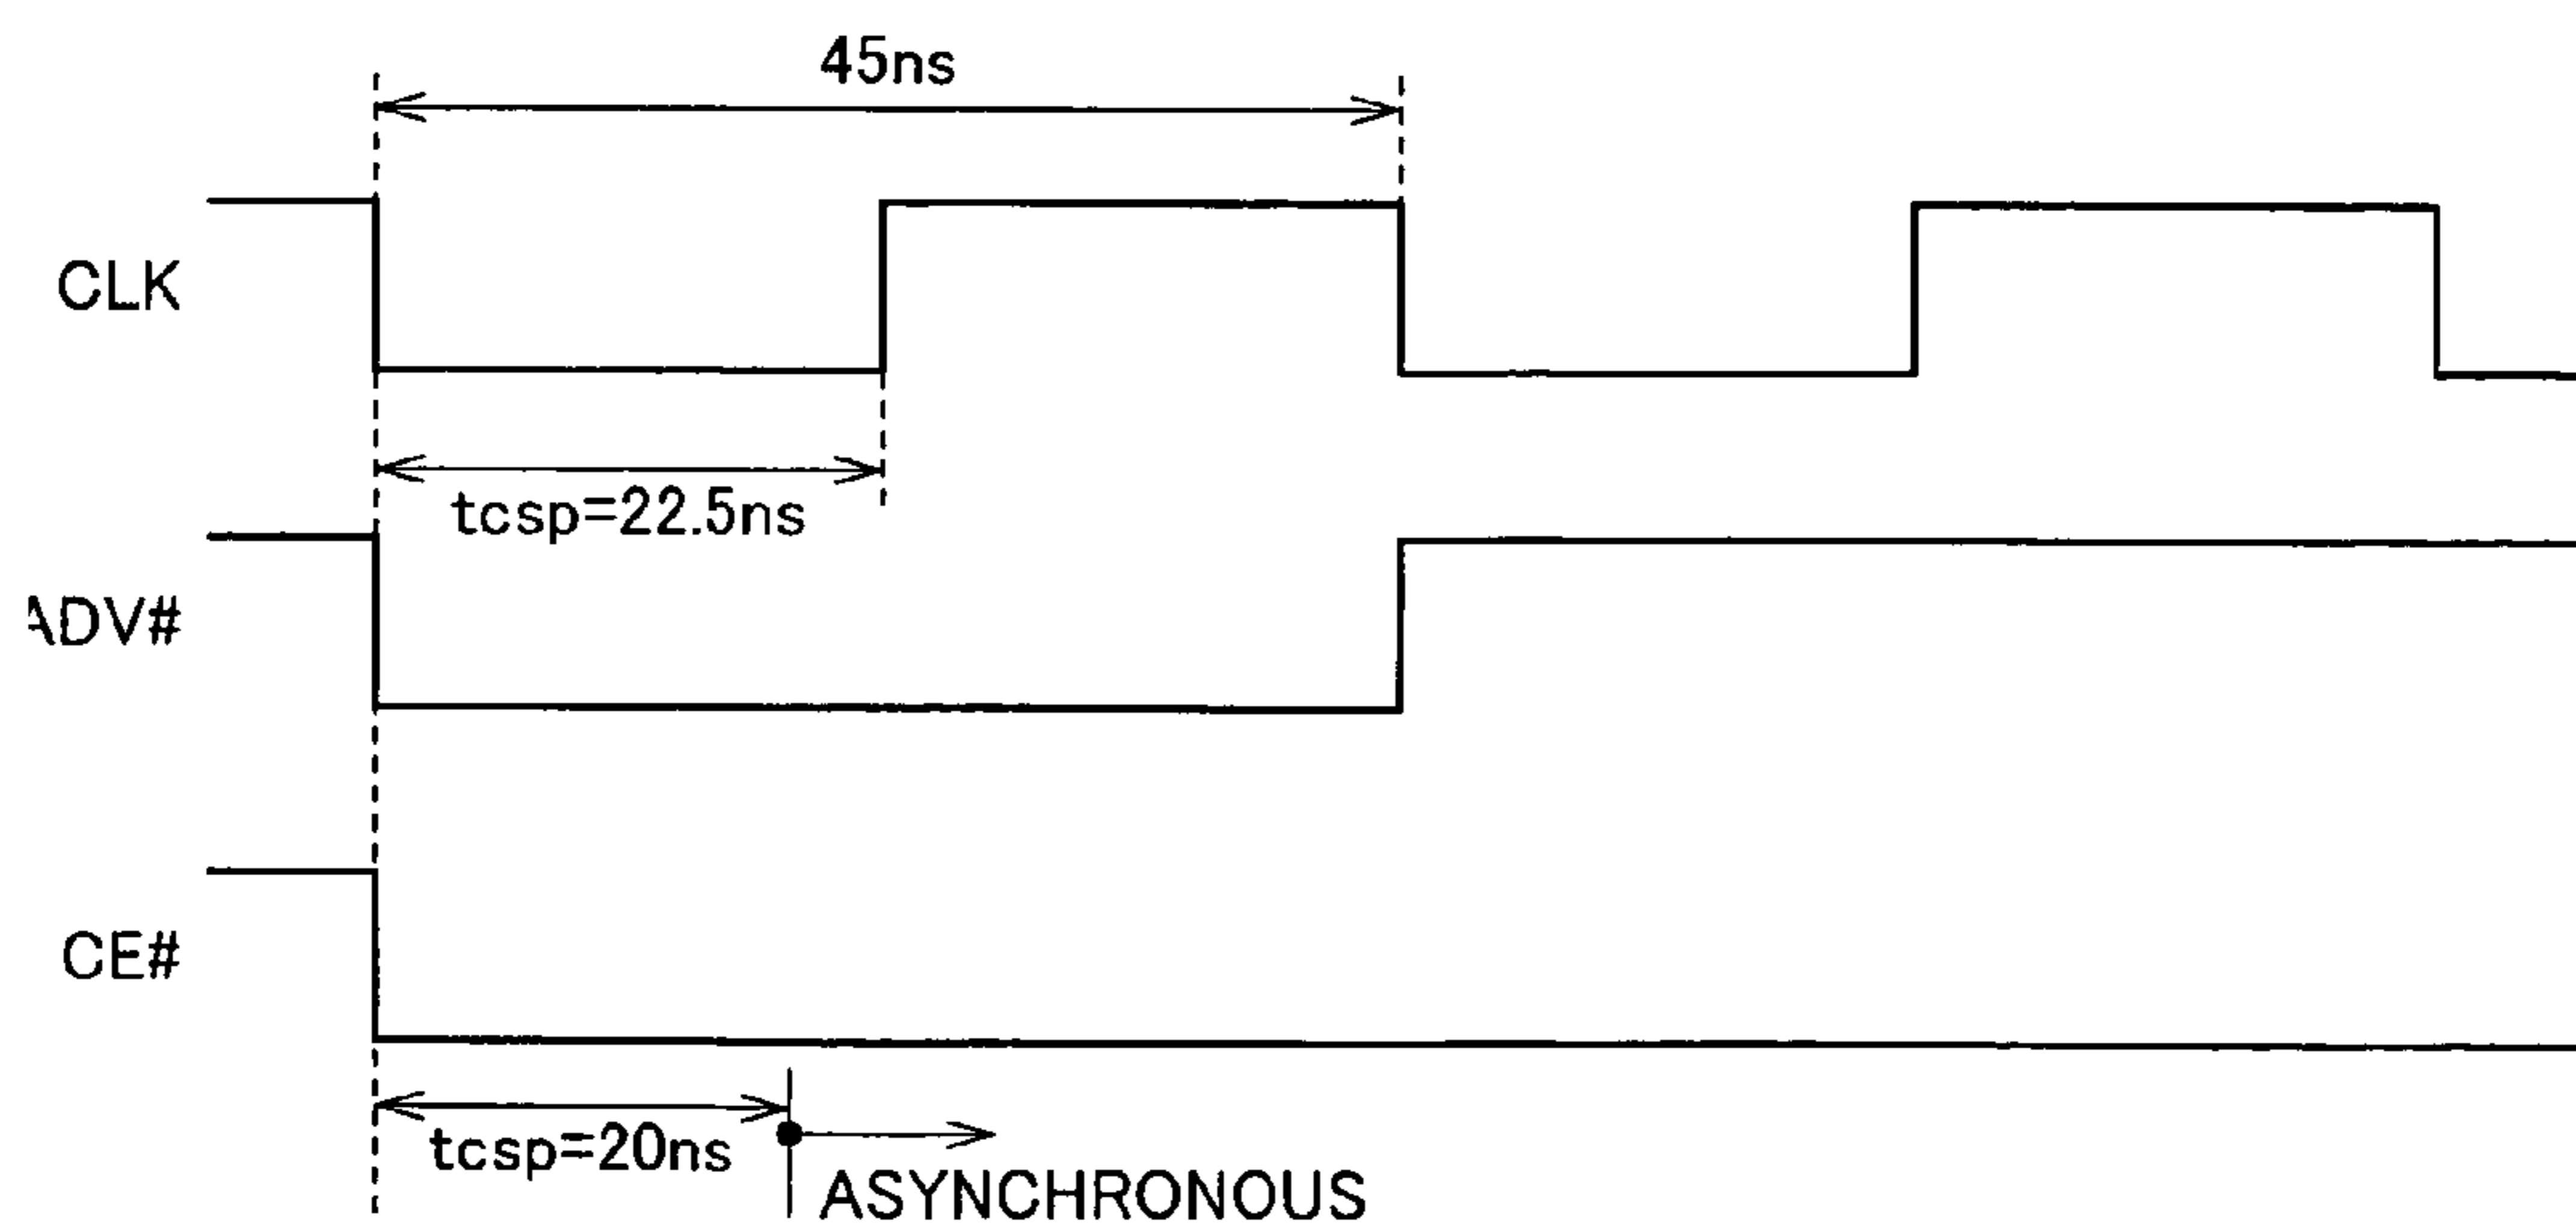 45ns
CLK
tcsp=22.5ns
ADV#
CE#
tcsp=20ns
ASYNCHRONOUS